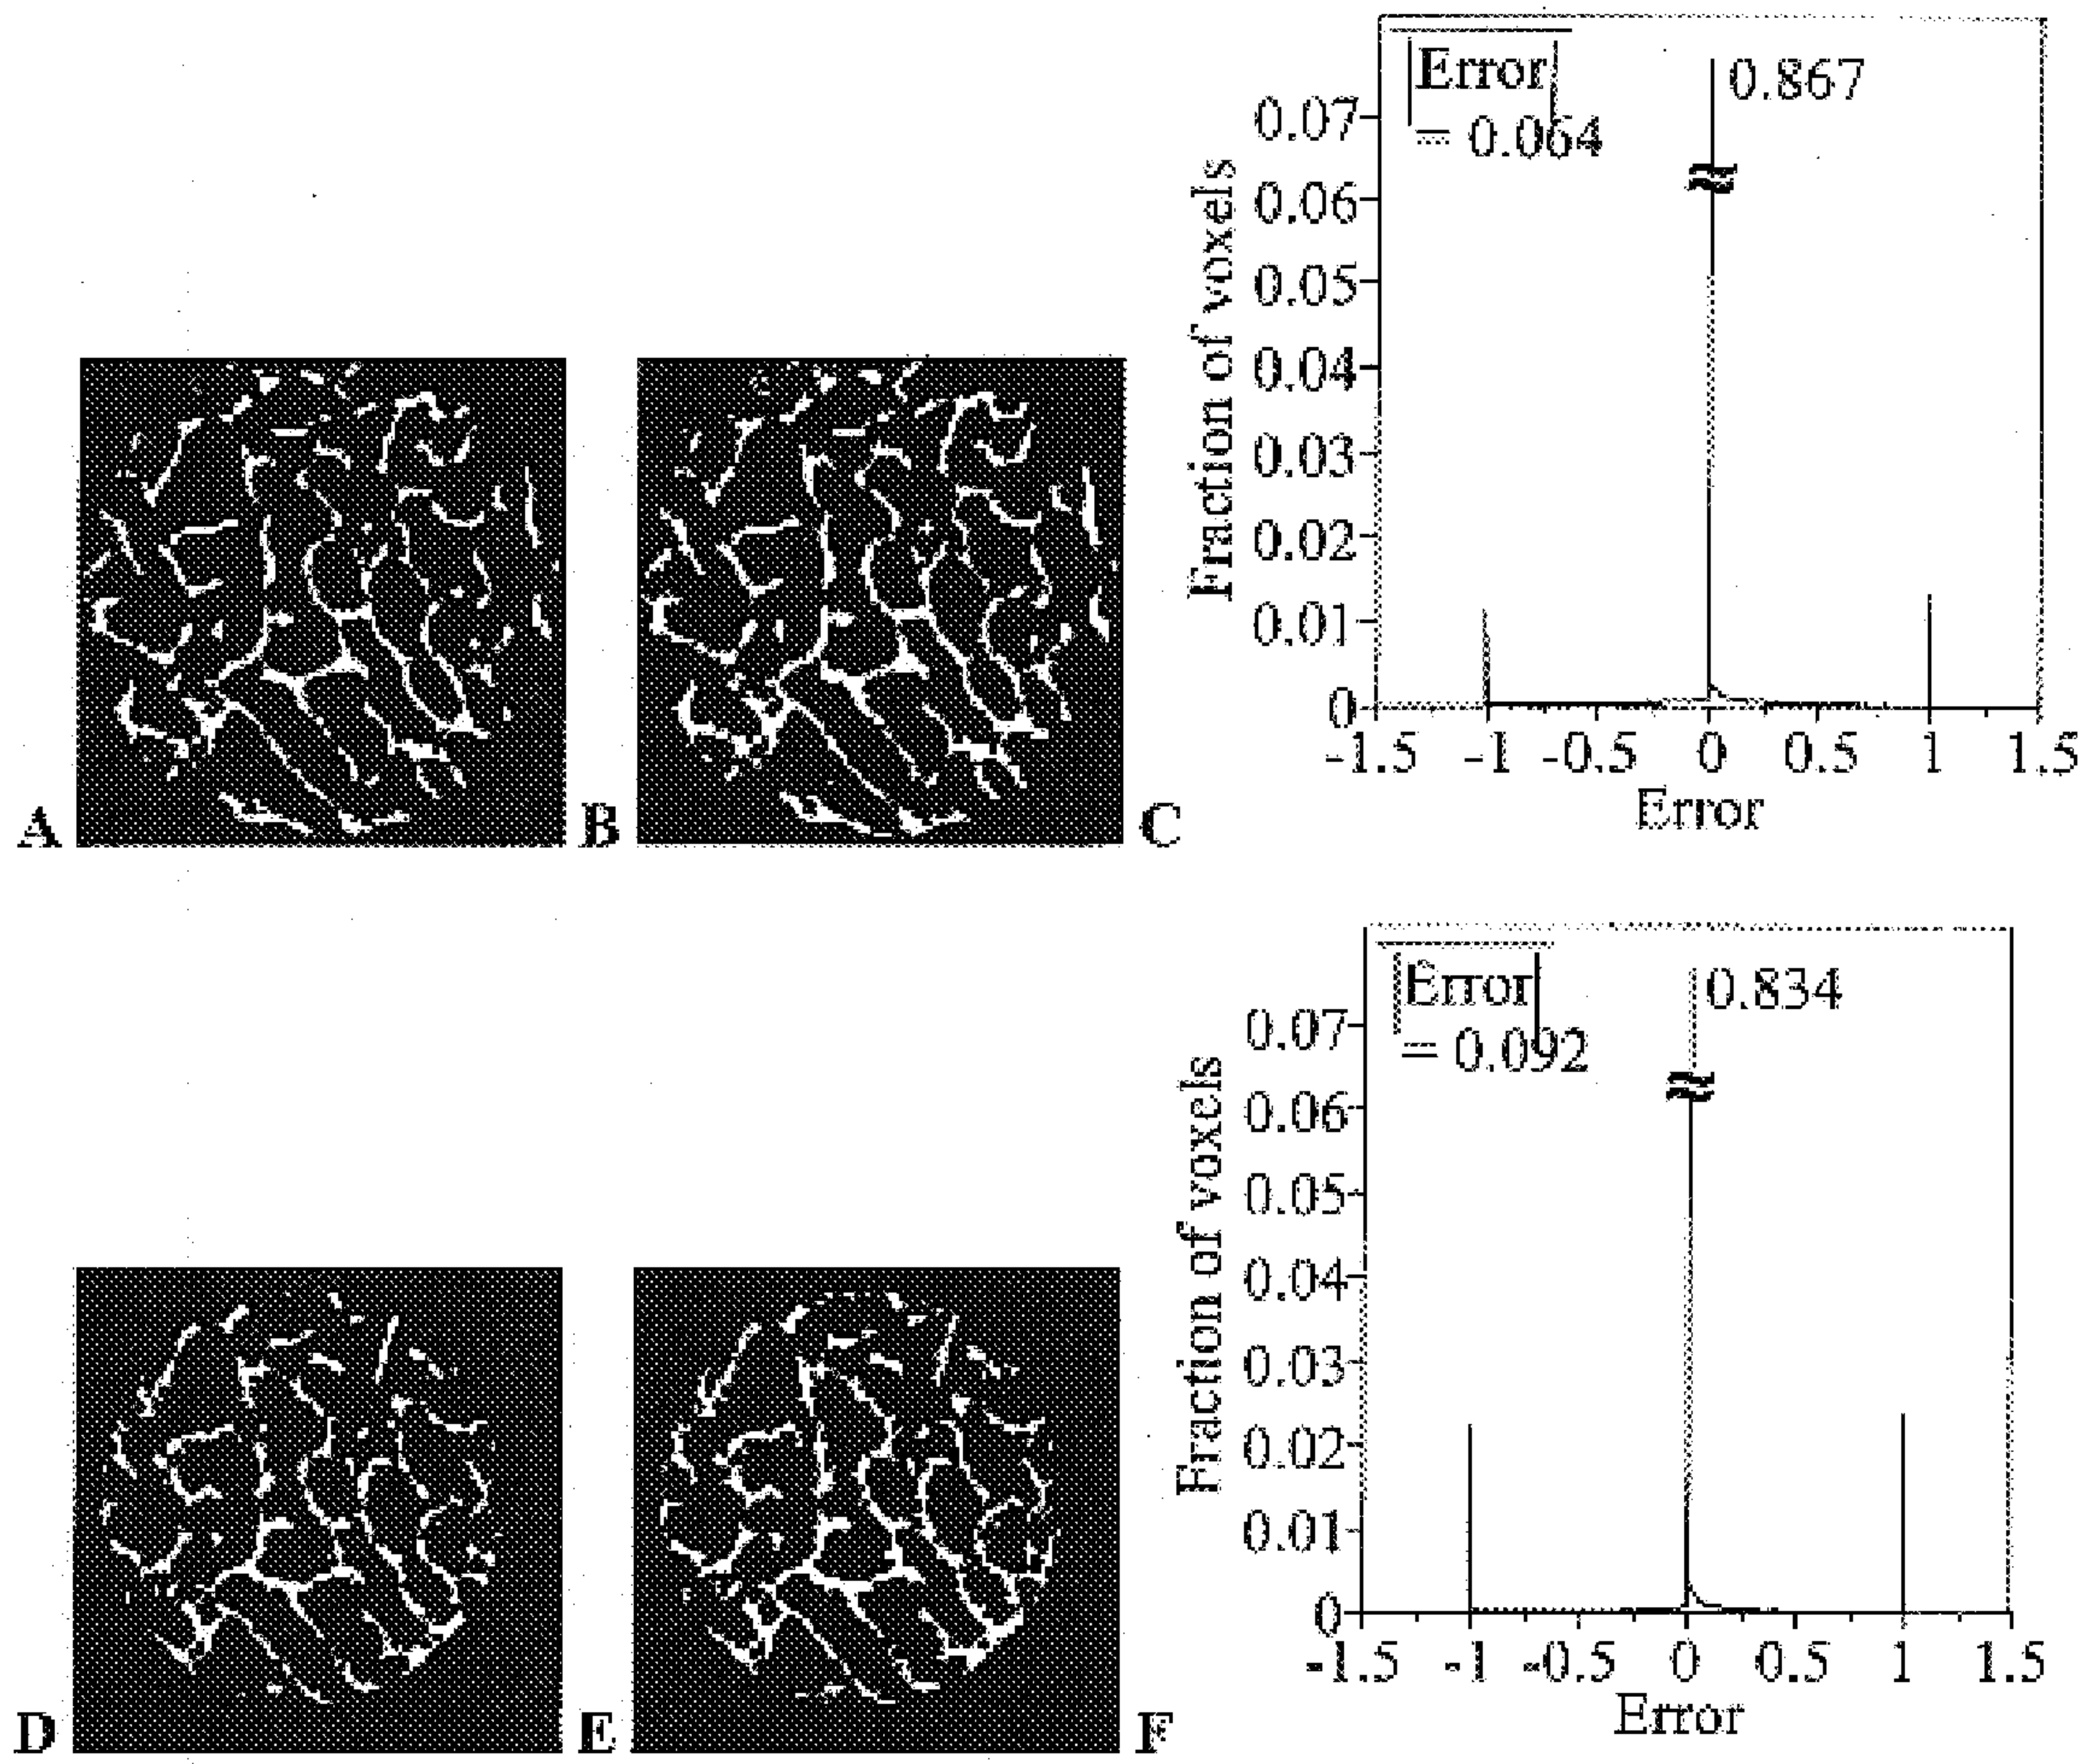 |Error|
= 0.064
0.867
Fraction of voxels
0.07
0.06
0.05
0.04
0.03
0.02
0.01
0
-1.5 -1 -0.5 0 0.5 1 1.5
Error
A B C
|Error|
= 0.092
0.834
Fraction of voxels
0.07
0.06
0.05
0.04
0.03
0.02
0.01
0
-1.5 -1 -0.5 0 0.5 1 1.5
Error
D E F